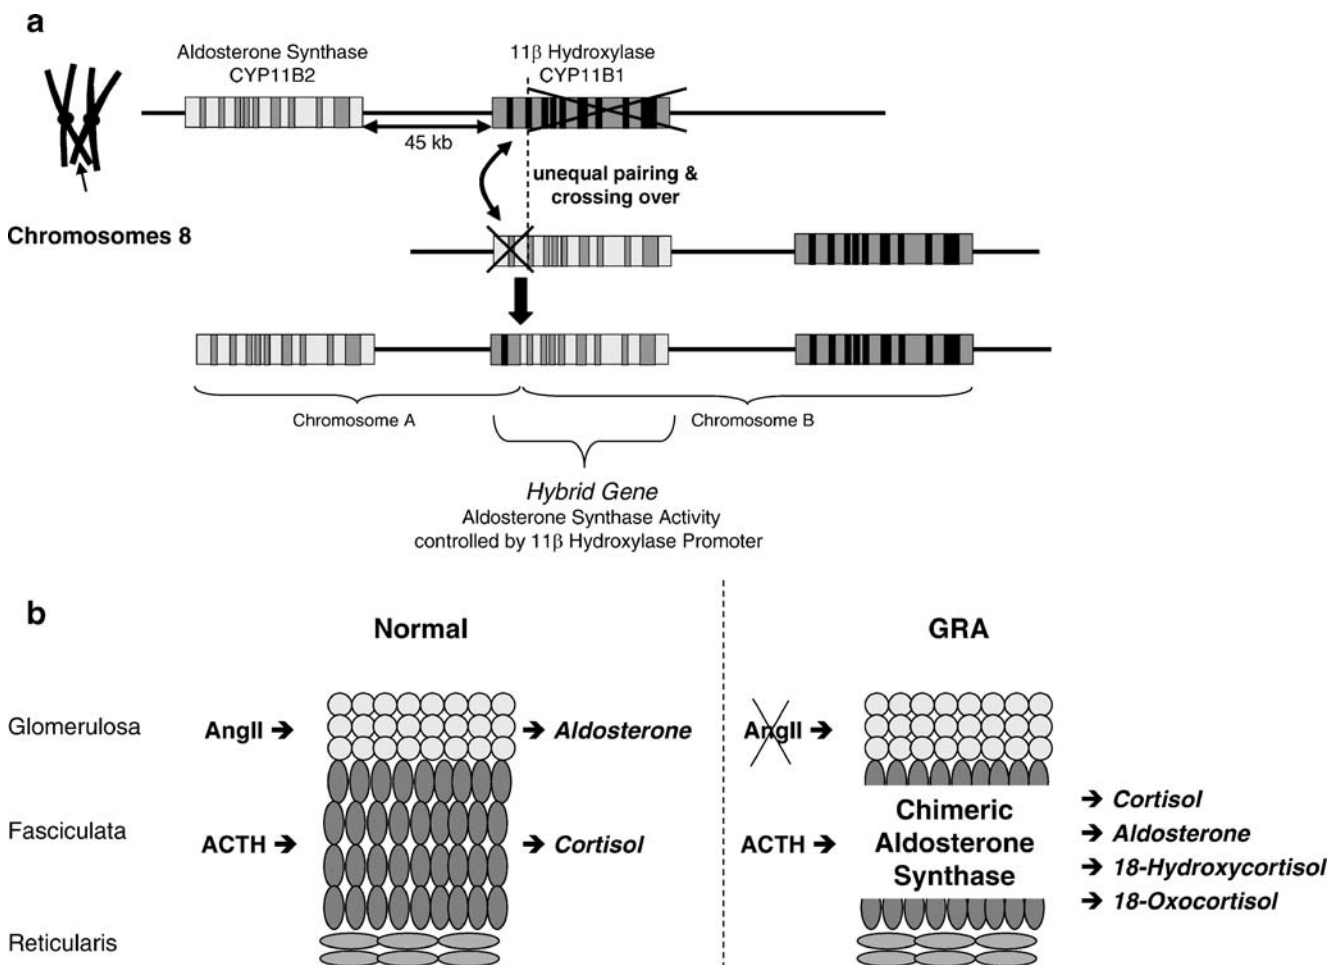 a
Aldosterone Synthase
CYP11B2
11β Hydroxylase
CYP11B1
45 kb
unequal pairing &
crossing over
Chromosomes 8
Chromosome A
Chromosome B
Hybrid Gene
Aldosterone Synthase Activity
controlled by 11β Hydroxylase Promoter
b
Normal
GRA
Glomerulosa
AngII ➔
➔ Aldosterone
AngII ➔
Fasciculata
ACTH ➔
➔ Cortisol
ACTH ➔
Chimeric
Aldosterone
Synthase
➔ Cortisol
➔ Aldosterone
➔ 18-Hydroxycortisol
➔ 18-Oxocortisol
Reticularis